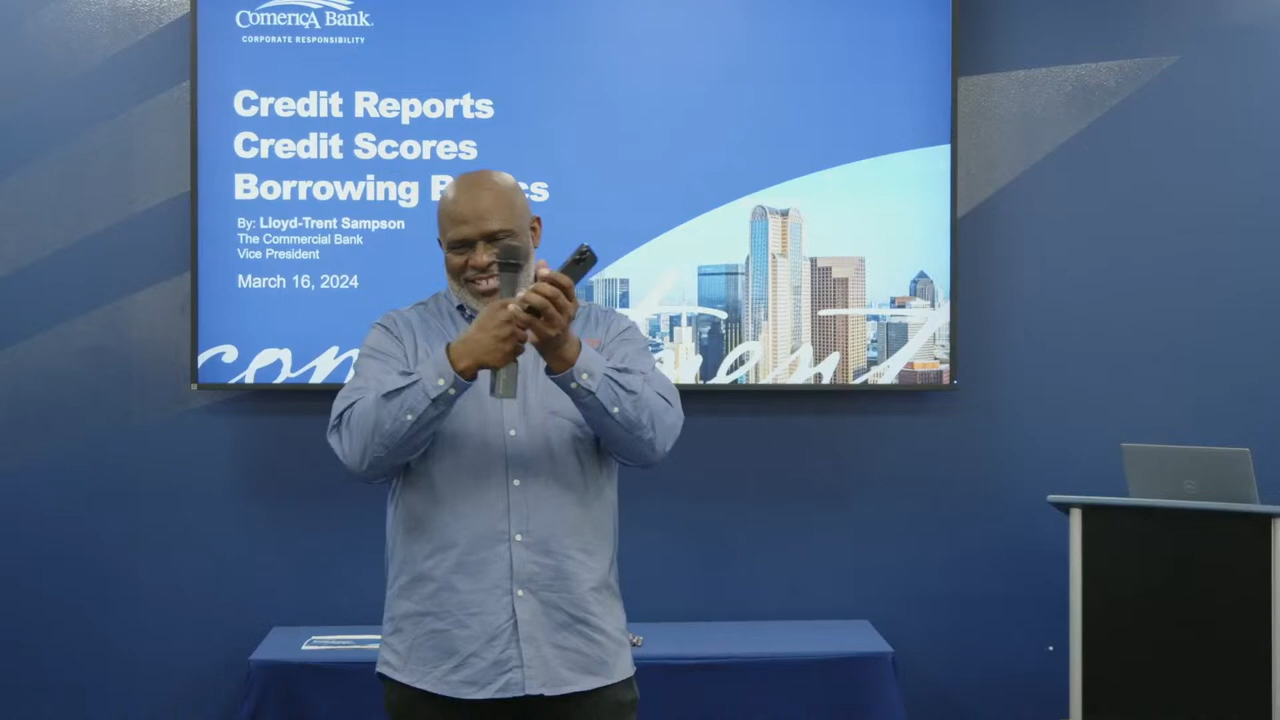 ComericA Bank.
CORPORATE RESPONSIBILITY
Credit Reports
Credit Scores
Borrowing B cs
By: Lloyd-Trent Sampson
The Commercial Bank
Vice President
March 16, 2024